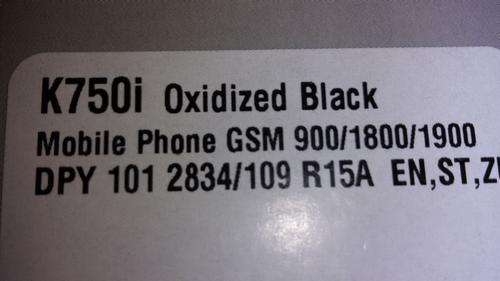 K750i Oxidized Black
Mobile Phone GSM 900/1800/1900
DPY 101 2834/109 R15A EN,ST,